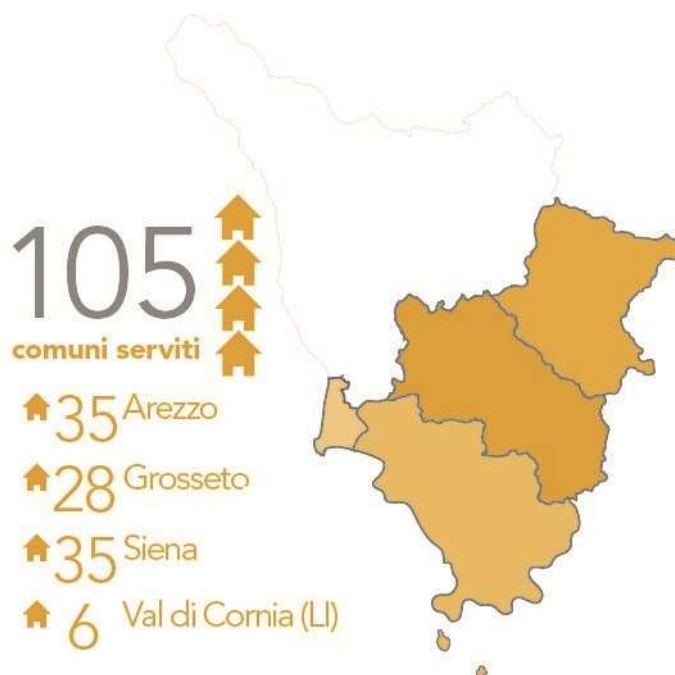 105
comuni serviti
35 Arezzo
28 Grosseto
35 Siena
6 Val di Cornia (LI)